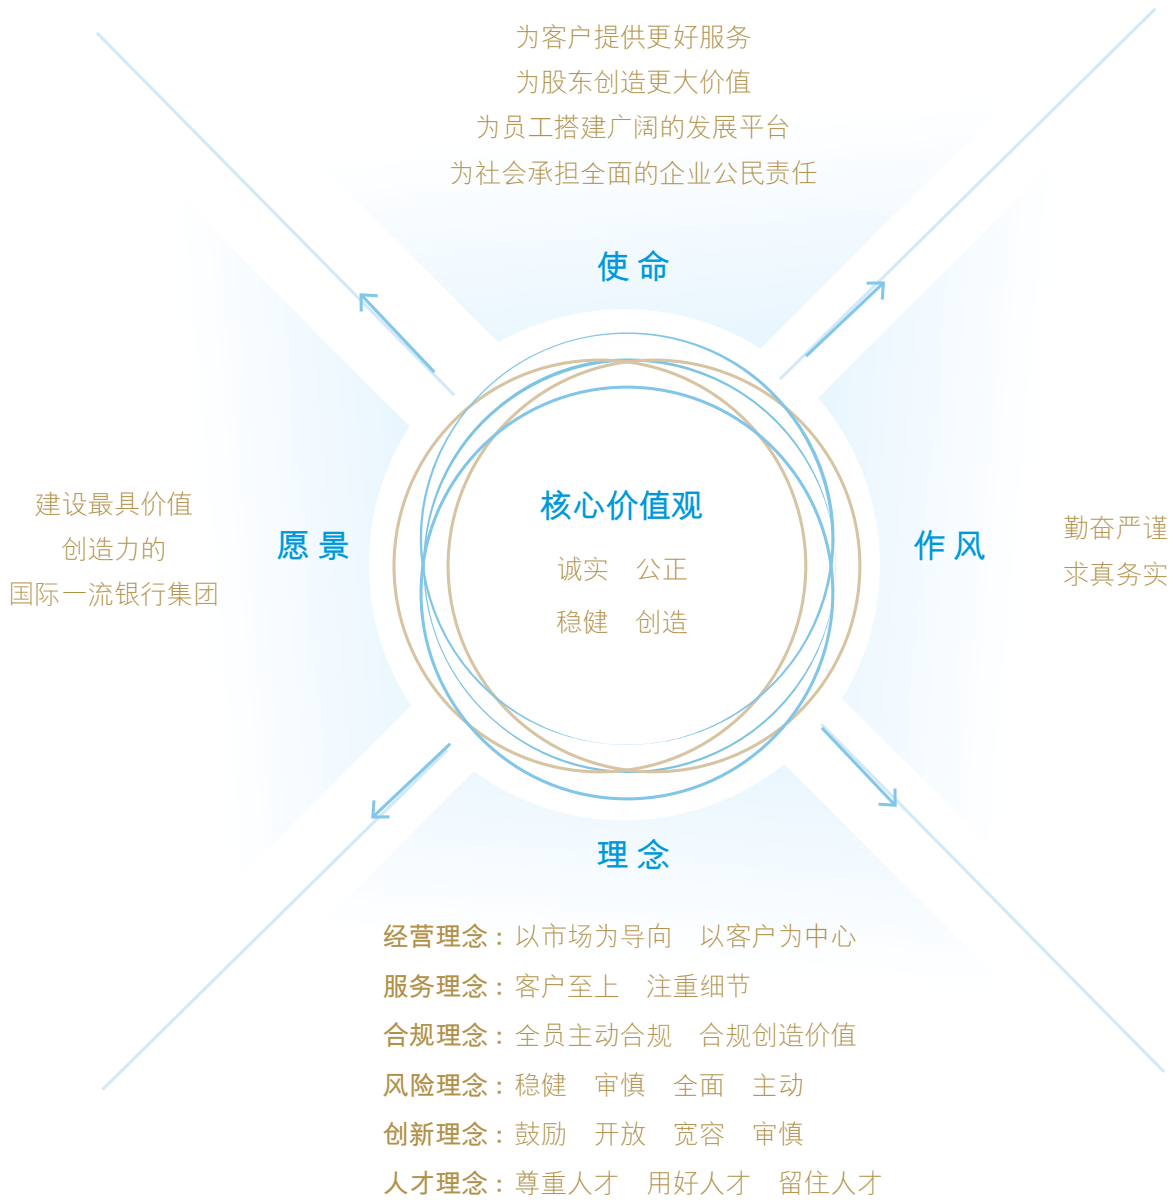 为客户提供更好服务
为股东创造更大价值
为员工搭建广阔的发展平台
为社会承担全面的企业公民责任
使命
建设最具价值
创造力的
国际一流银行集团
愿景
核心价值观
诚实　公正
稳健　创造
作风
勤奋严谨
求真务实
理念
经营理念：以市场为导向　以客户为中心
服务理念：客户至上　注重细节
合规理念：全员主动合规　合规创造价值
风险理念：稳健　审慎　全面　主动
创新理念：鼓励　开放　宽容　审慎
人才理念：尊重人才　用好人才　留住人才